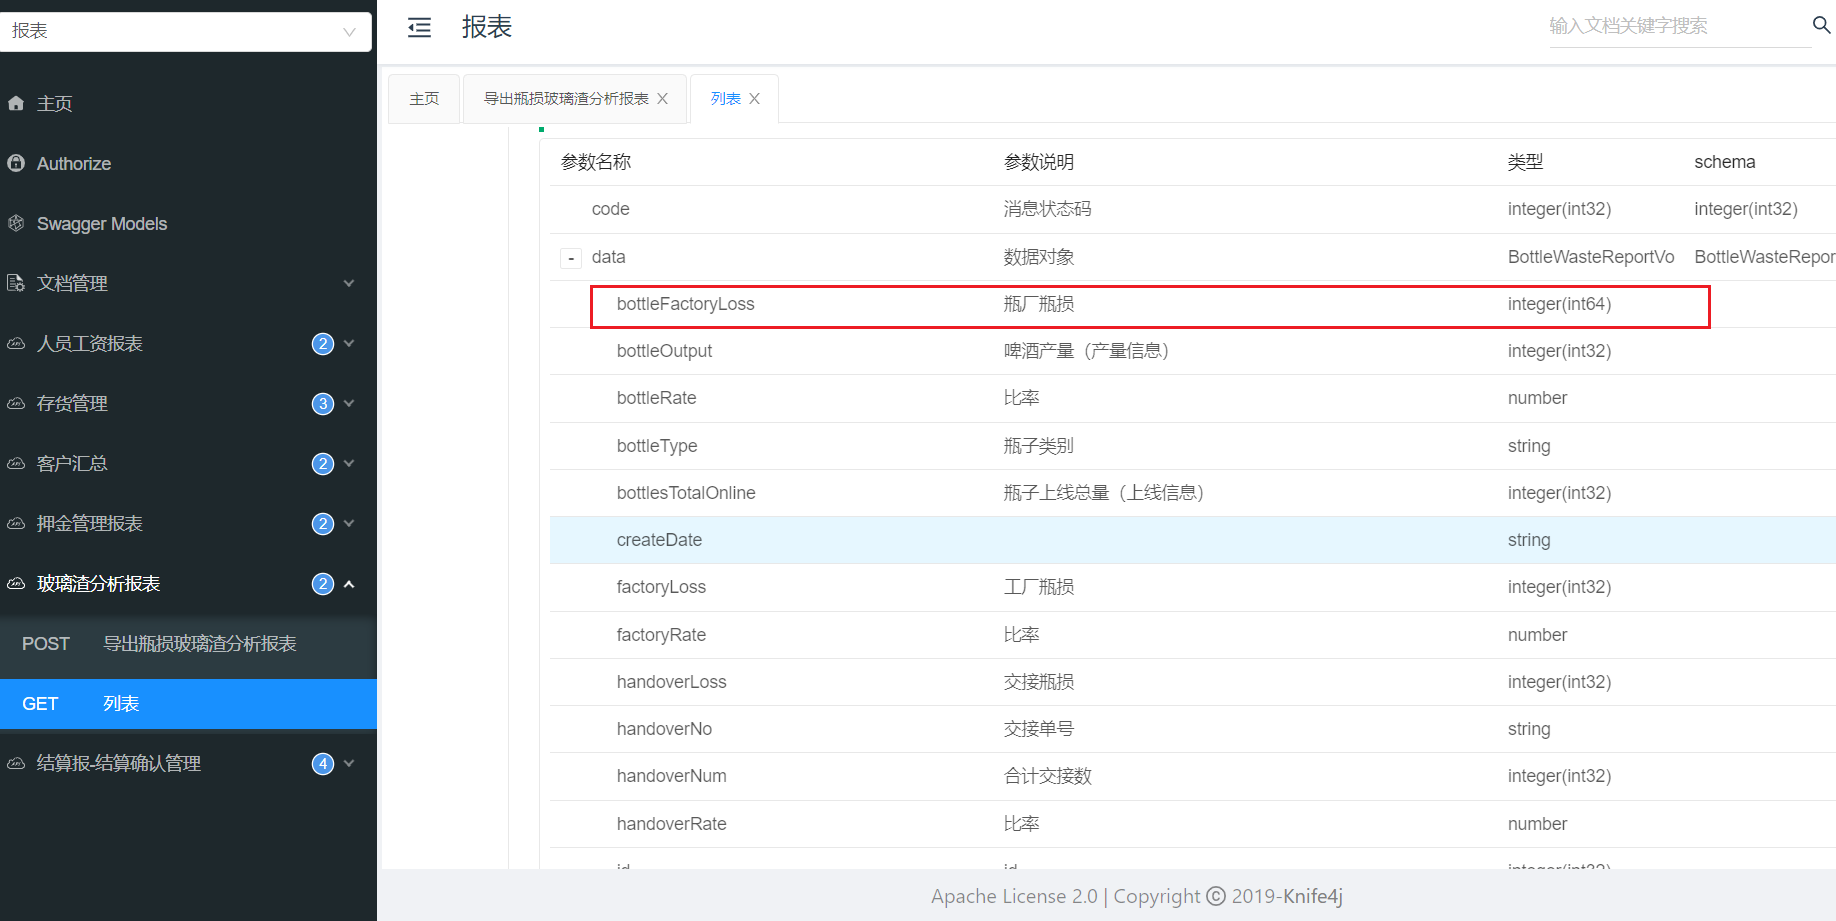 报表
报表
输入文档关键字搜索
主页
Authorize
Swagger Models
文档管理
人员工资报表 2
存货管理 3
客户汇总 2
押金管理报表 2
玻璃渣分析报表 2
POST 导出瓶损玻璃渣分析报表
GET 列表
结算报-结算确认管理 4
主页 导出瓶损玻璃渣分析报表 列表
参数名称 参数说明 类型 schema
code 消息状态码 integer(int32) integer(int32)
- data 数据对象 BottleWasteReportVo BottleWasteRepor
bottleFactoryLoss 瓶厂瓶损 integer(int64)
bottleOutput 啤酒产量（产量信息） integer(int32)
bottleRate 比率 number
bottleType 瓶子类别 string
bottlesTotalOnline 瓶子上线总量（上线信息） integer(int32)
createDate string
factoryLoss 工厂瓶损 integer(int32)
factoryRate 比率 number
handoverLoss 交接瓶损 integer(int32)
handoverNo 交接单号 string
handoverNum 合计交接数 integer(int32)
handoverRate 比率 number
id id integer(int32)
Apache License 2.0 | Copyright © 2019-Knife4j